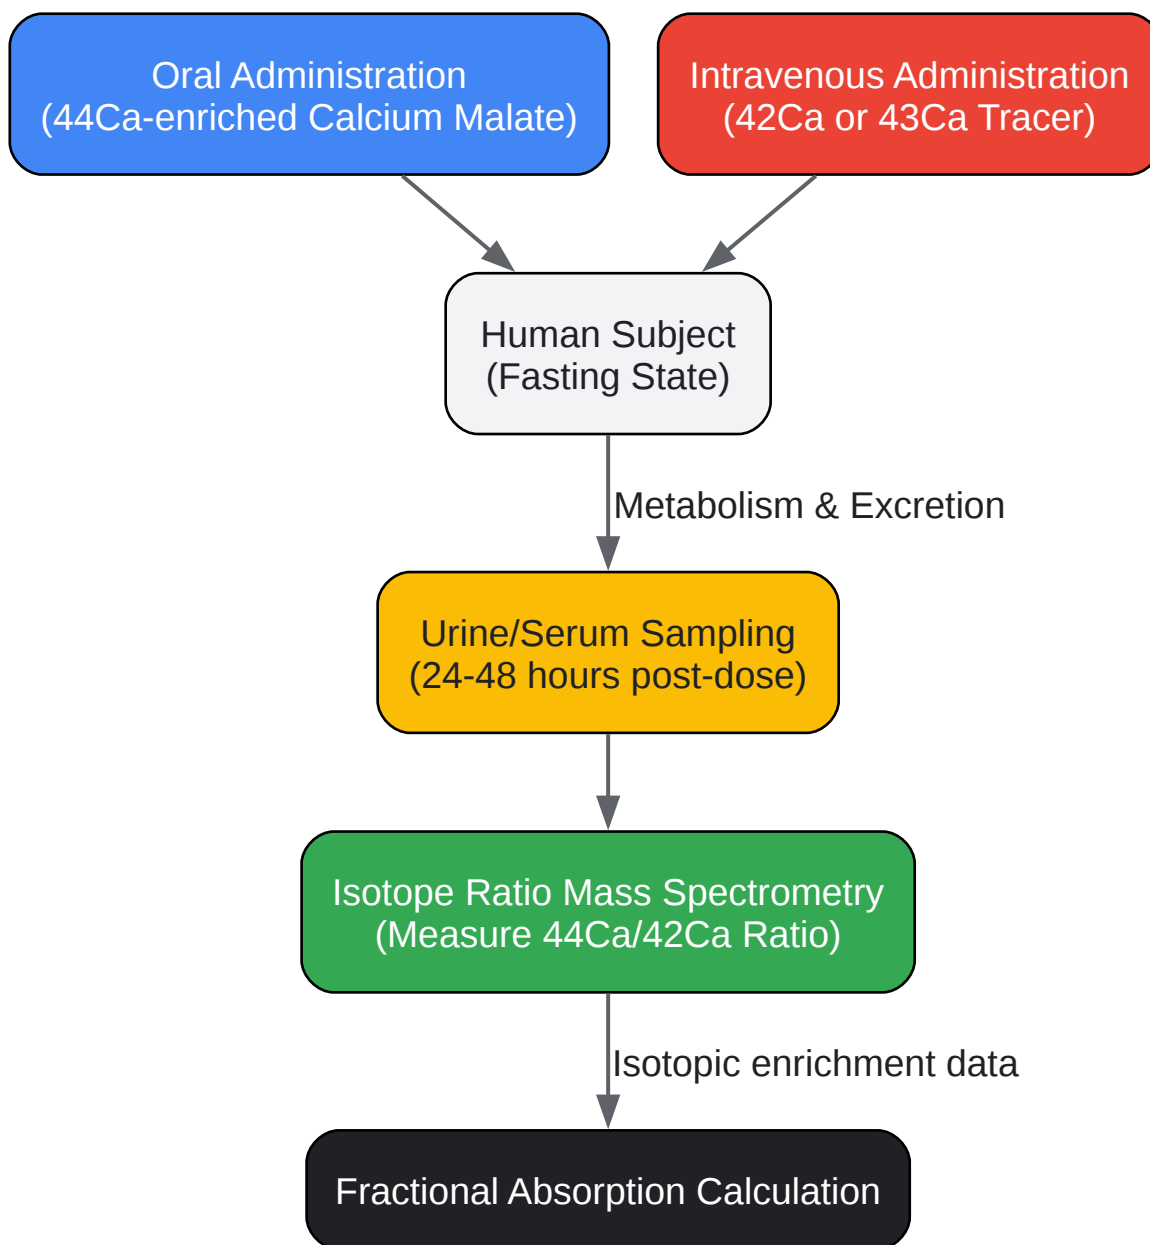 Oral Administration
(44Ca-enriched Calcium Malate)
Intravenous Administration
(42Ca or 43Ca Tracer)
Human Subject
(Fasting State)
Metabolism & Excretion
Urine/Serum Sampling
(24-48 hours post-dose)
Isotope Ratio Mass Spectrometry
(Measure 44Ca/42Ca Ratio)
Isotopic enrichment data
Fractional Absorption Calculation